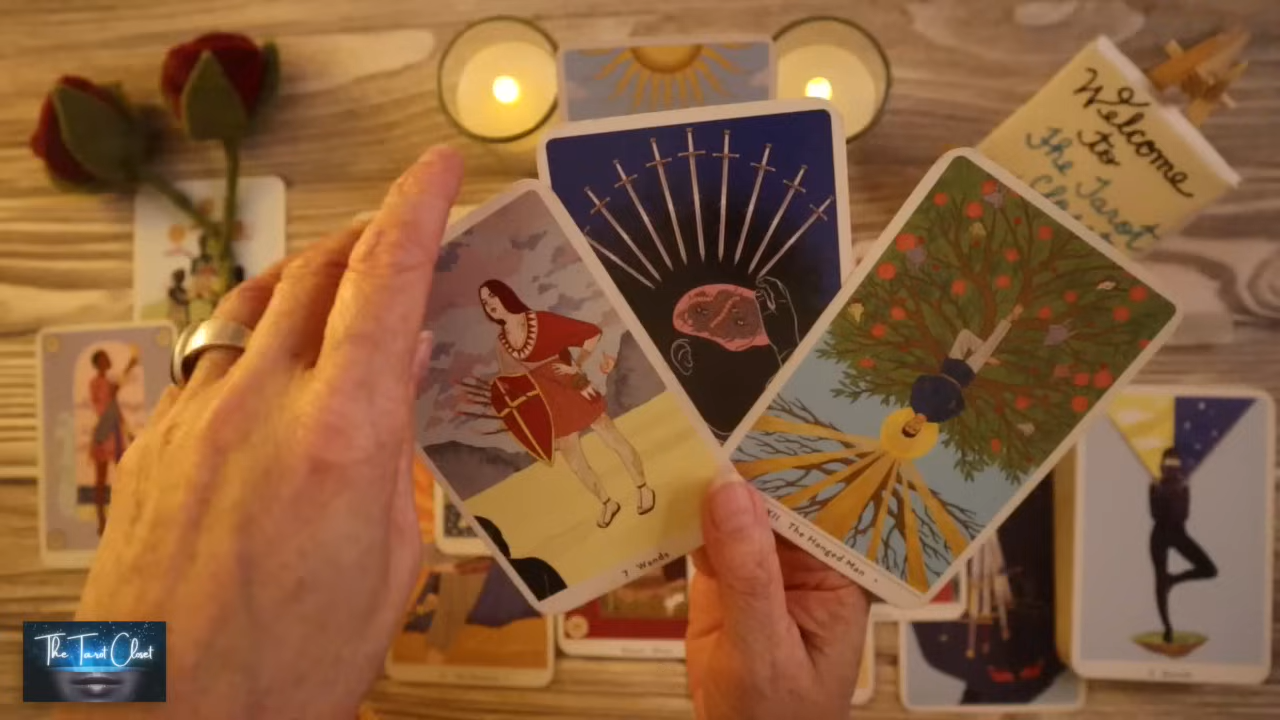 Welcome
to
The Tarot
XII The Hanged Man
7 Wands
The Tarot Closet